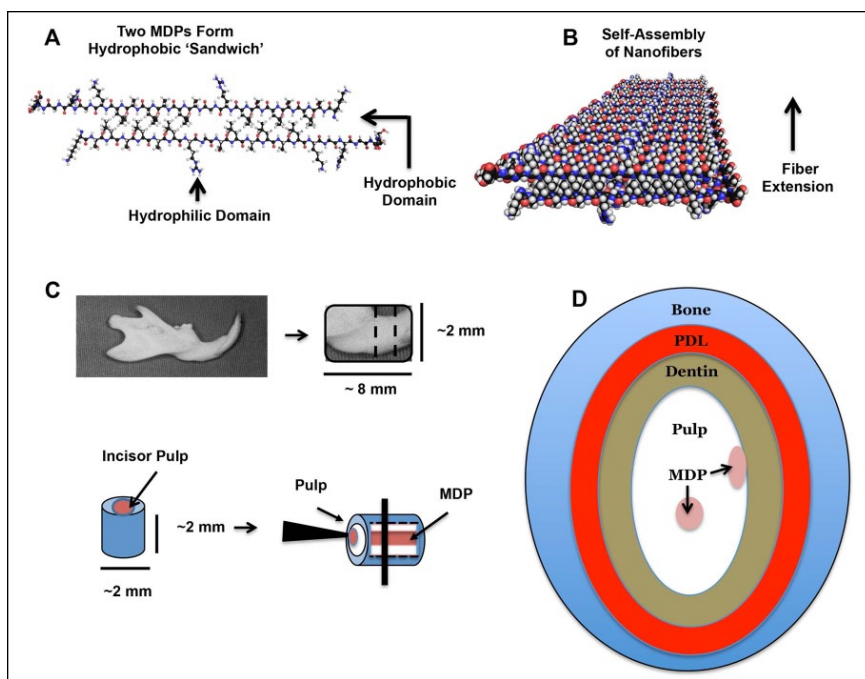 A
Two MDPs Form
Hydrophobic ‘Sandwich’
Hydrophilic Domain
Hydrophobic
Domain
B
Self-Assembly
of Nanofibers
Fiber
Extension
C
~2 mm
~ 8 mm
Incisor Pulp
~2 mm
~2 mm
Pulp
MDP
D
Bone
PDL
Dentin
Pulp
MDP